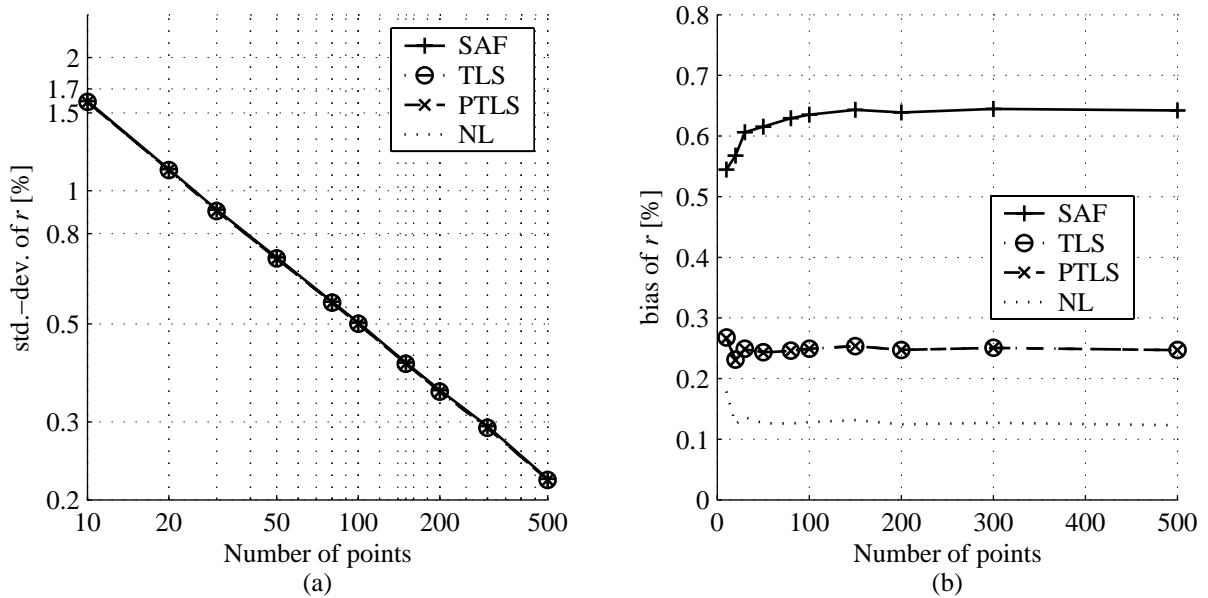 2
1.7
1.5
1
0.8
0.5
0.3
0.2
std.−dev. of r [%]
SAF
TLS
PTLS
NL
10 20 50 100 200 500
Number of points
(a)
0.8
0.7
0.6
0.5
0.4
0.3
0.2
0.1
0
bias of r [%]
SAF
TLS
PTLS
NL
0 100 200 300 400 500
Number of points
(b)